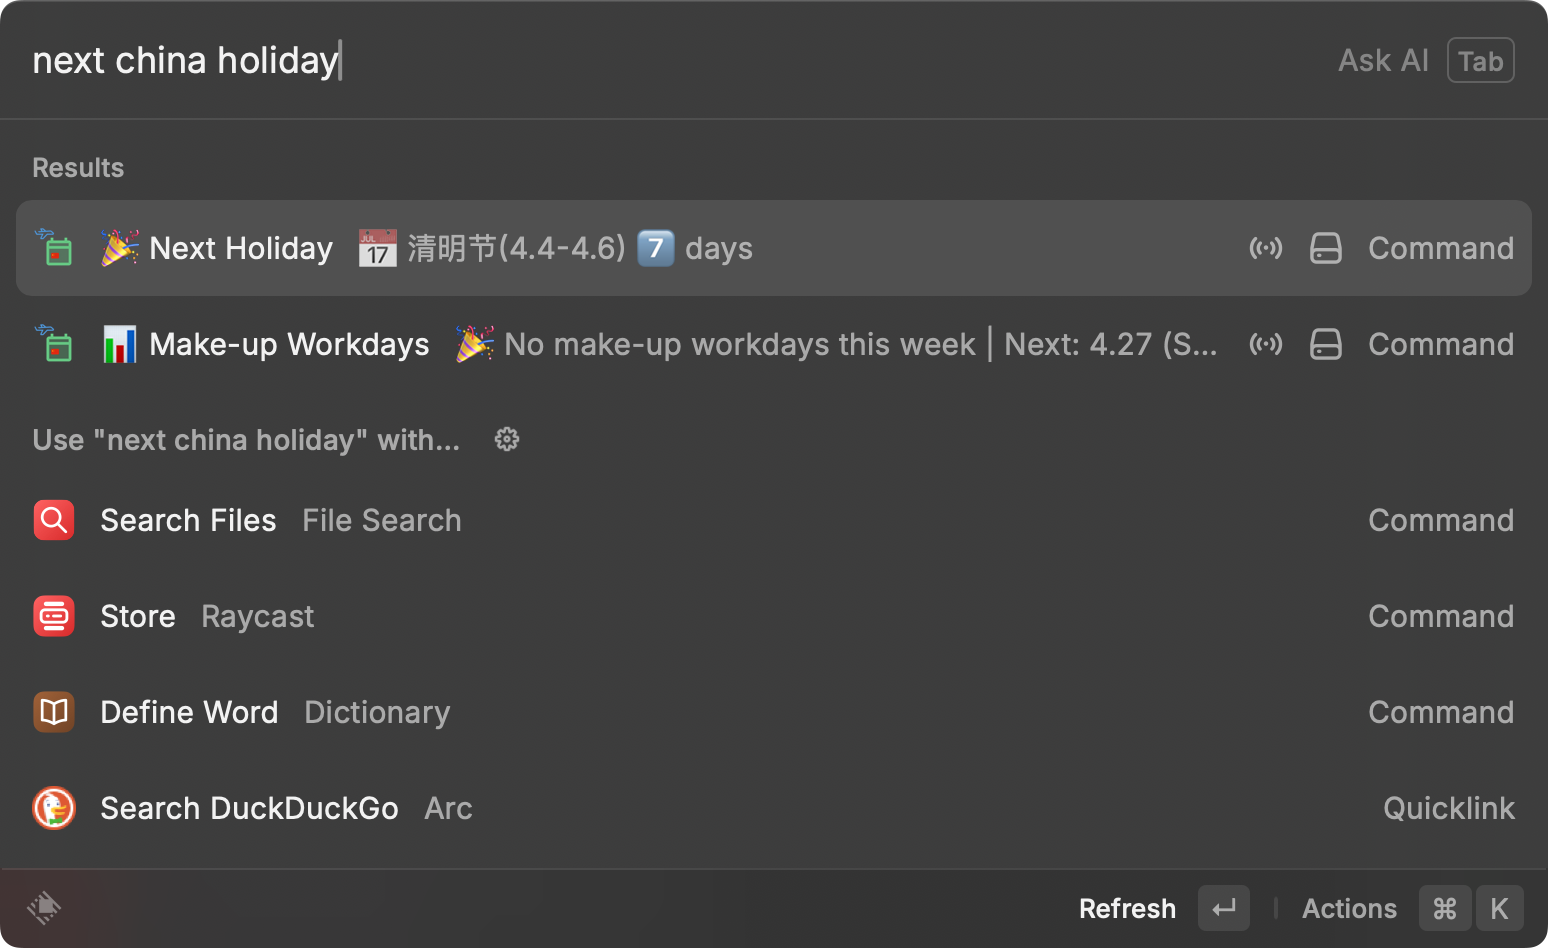 next china holiday Ask AI Tab
Results
🎉 Next Holiday 📅 清明节(4.4-4.6) 7️⃣ days Command
📊 Make-up Workdays 🎉 No make-up workdays this week | Next: 4.27 (S... Command
Use "next china holiday" with...
Search Files File Search Command
Store Raycast Command
Define Word Dictionary Command
Search DuckDuckGo Arc Quicklink
Refresh ↵ | Actions ⌘ K